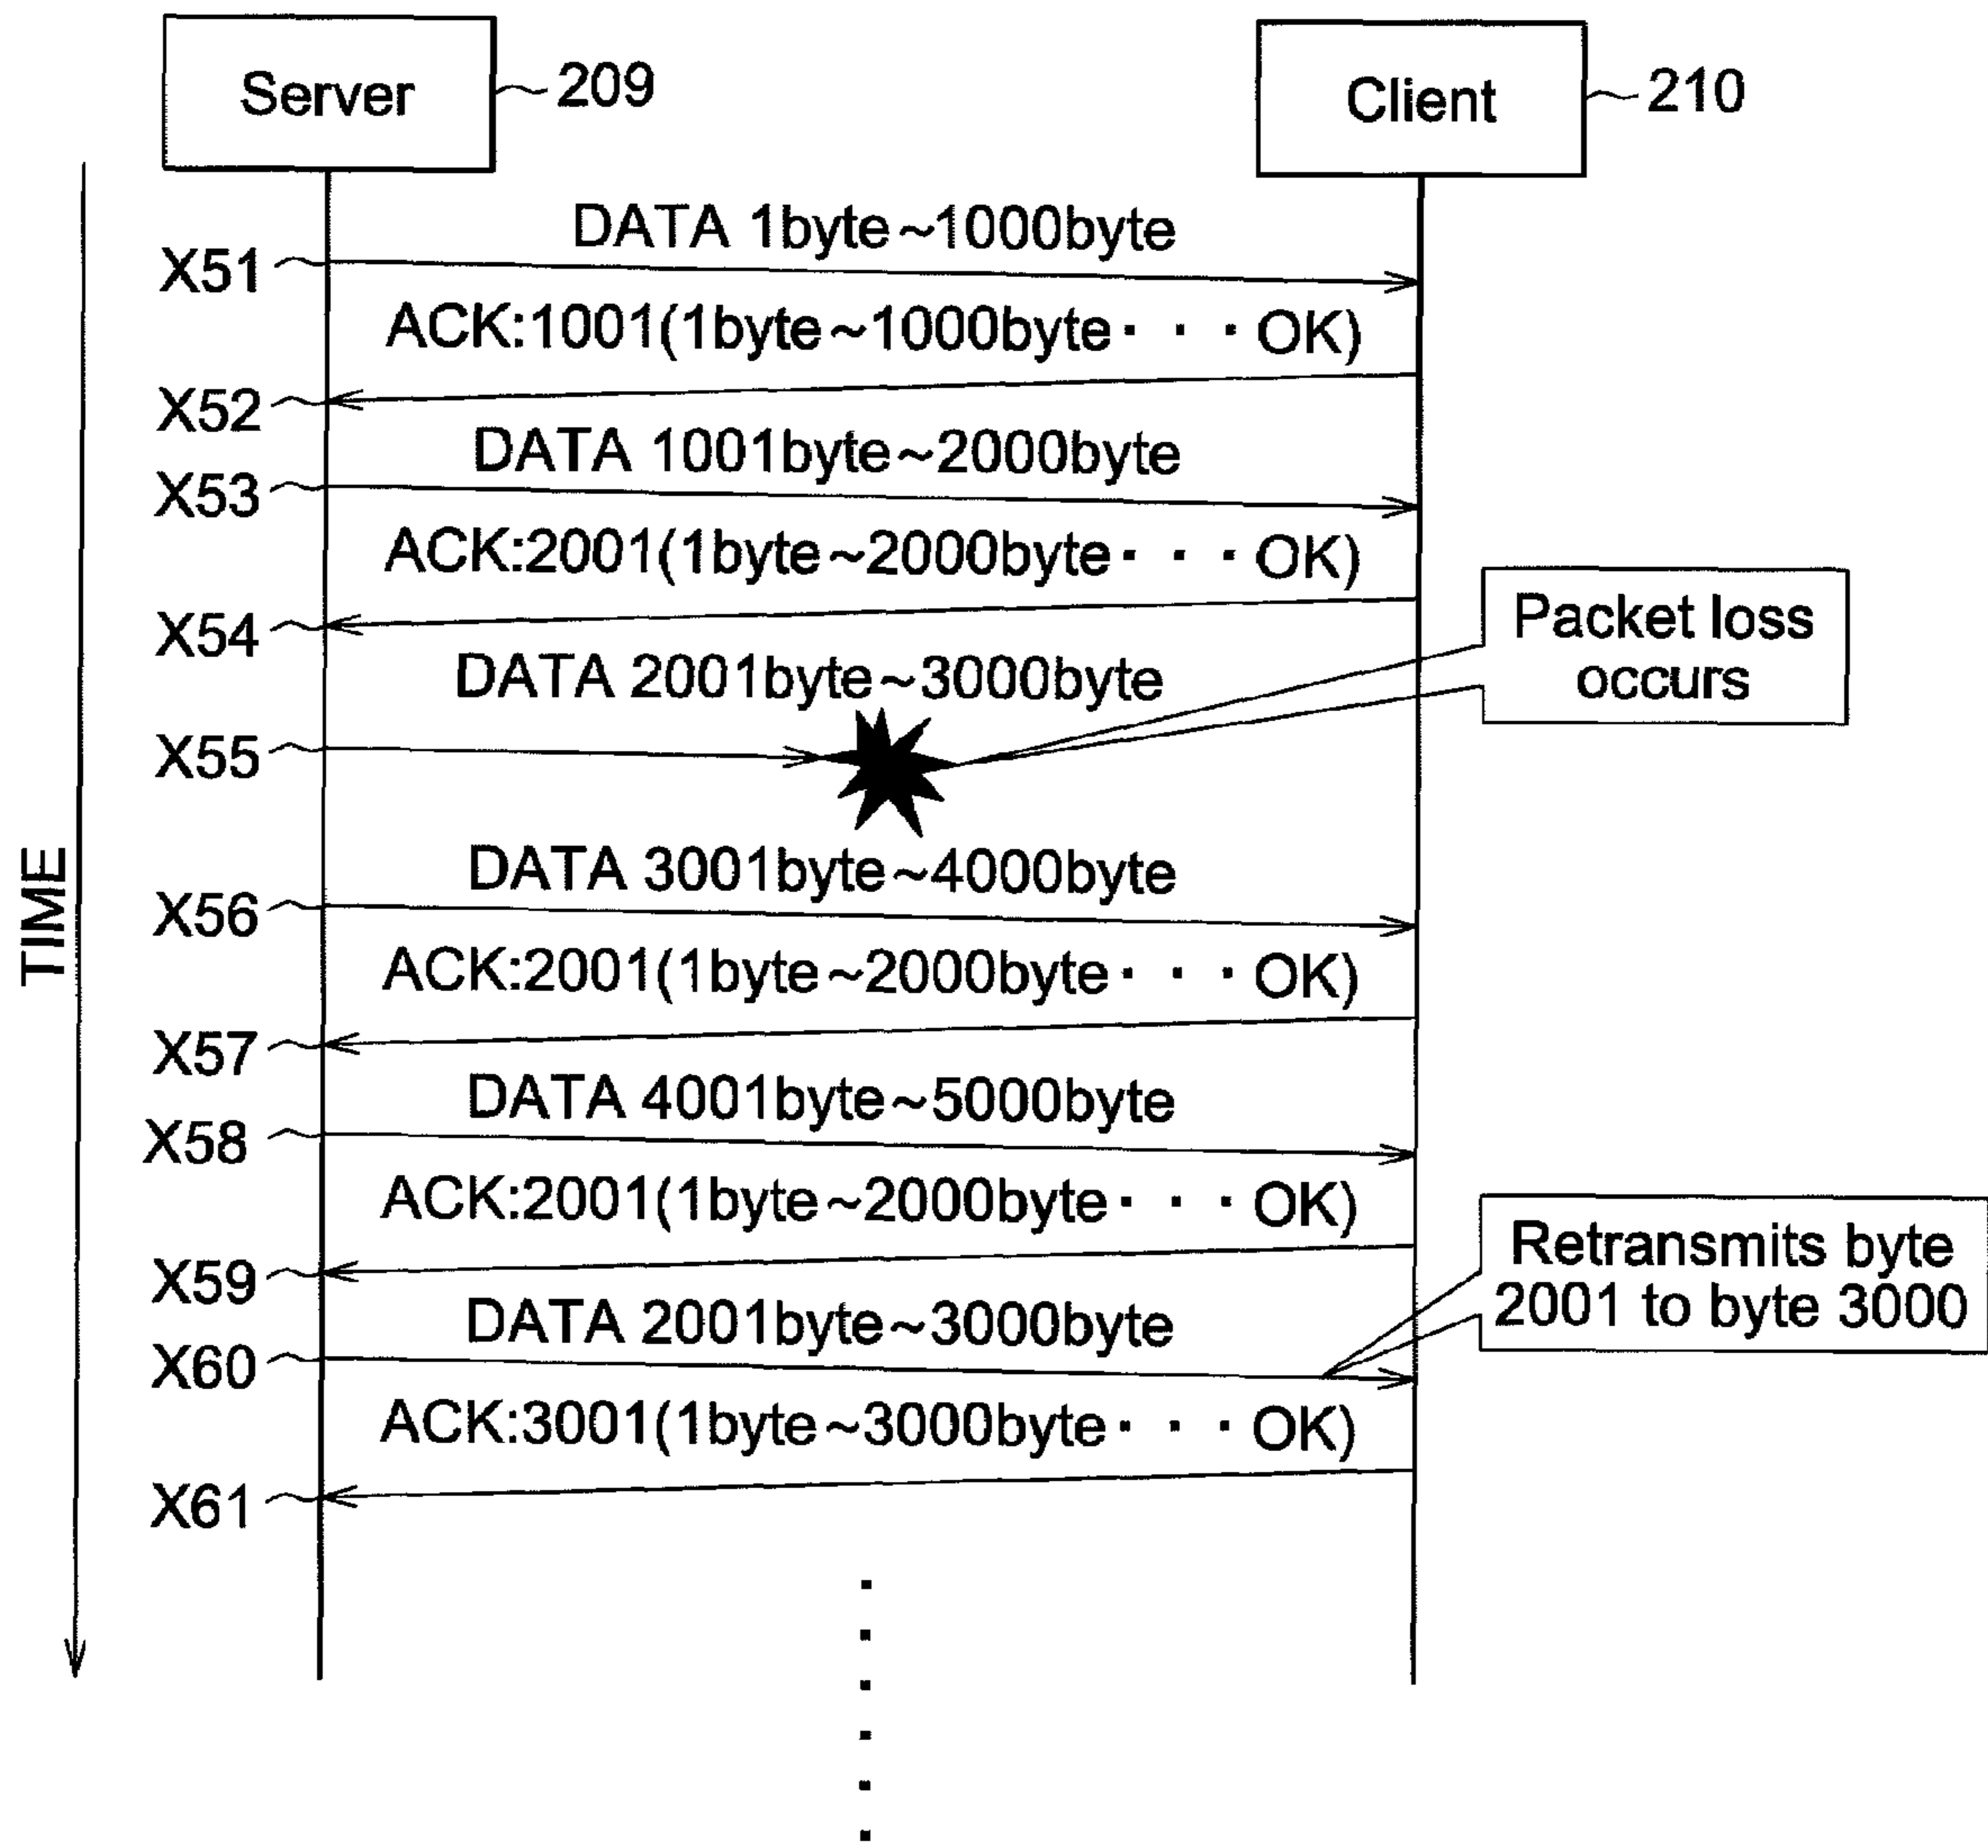 Server
209
Client
210
TIME
DATA 1byte~1000byte
X51
ACK:1001(1byte~1000byte・・・OK)
X52
DATA 1001byte~2000byte
X53
ACK:2001(1byte~2000byte・・・OK)
X54
Packet loss
occurs
DATA 2001byte~3000byte
X55
DATA 3001byte~4000byte
X56
ACK:2001(1byte~2000byte・・・OK)
X57
DATA 4001byte~5000byte
X58
ACK:2001(1byte~2000byte・・・OK)
X59
Retransmits byte
2001 to byte 3000
DATA 2001byte~3000byte
X60
ACK:3001(1byte~3000byte・・・OK)
X61